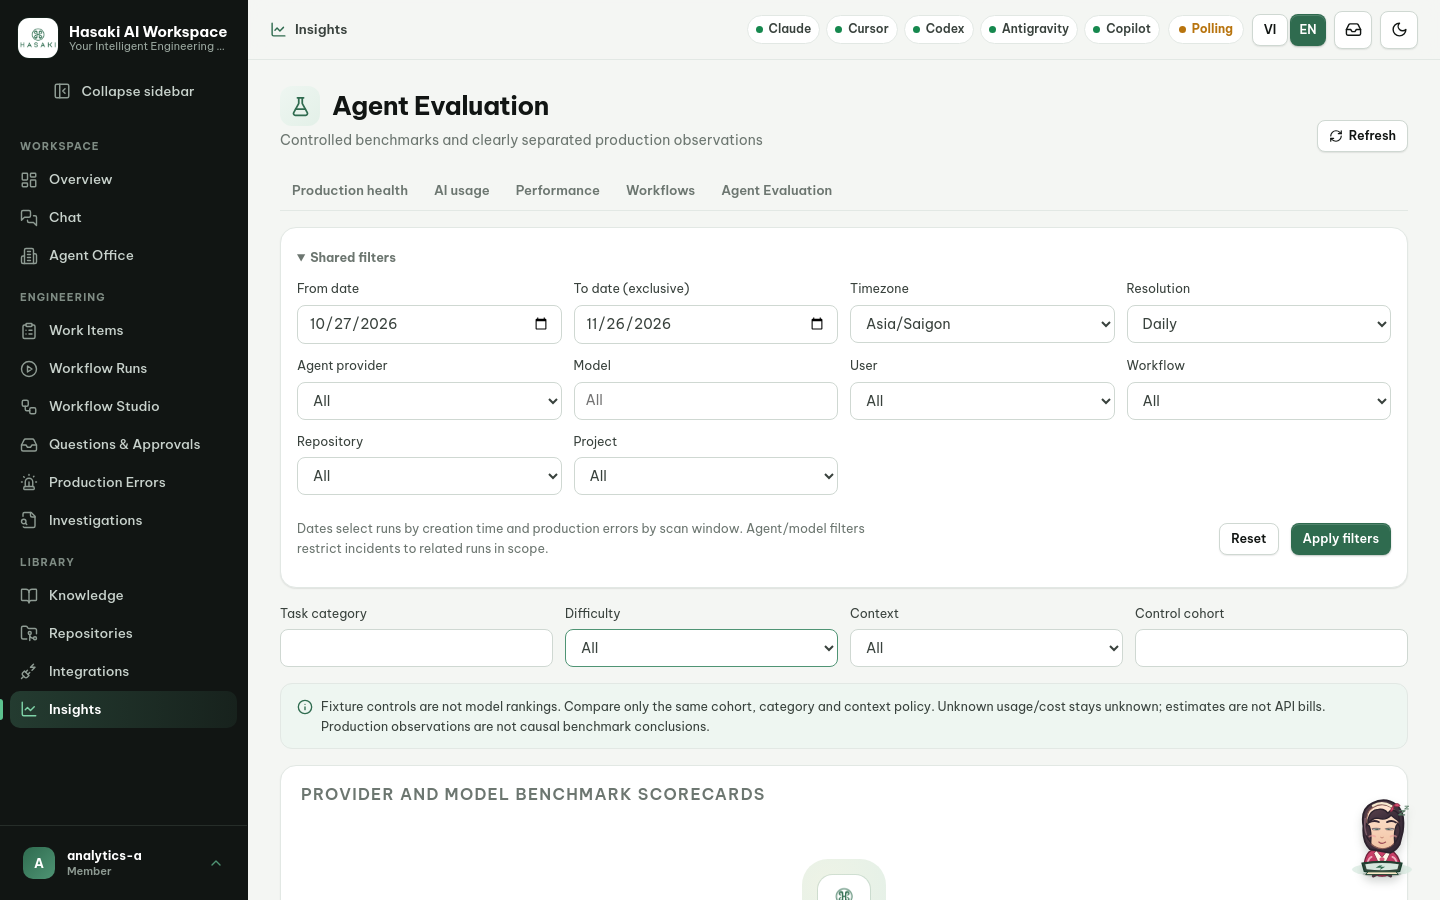 HASAKI
Hasaki AI Workspace
Your Intelligent Engineering ...
Collapse sidebar
WORKSPACE
Overview
Chat
Agent Office
ENGINEERING
Work Items
Workflow Runs
Workflow Studio
Questions & Approvals
Production Errors
Investigations
LIBRARY
Knowledge
Repositories
Integrations
Insights
A
analytics-a
Member
Insights
Claude
Cursor
Codex
Antigravity
Copilot
Polling
VI
EN
Agent Evaluation
Controlled benchmarks and clearly separated production observations
Refresh
Production health
AI usage
Performance
Workflows
Agent Evaluation
Shared filters
From date
To date (exclusive)
Timezone
Resolution
10/27/2026
11/26/2026
Asia/Saigon
Daily
Agent provider
Model
User
Workflow
All
All
All
All
Repository
Project
All
All
Dates select runs by creation time and production errors by scan window. Agent/model filters
restrict incidents to related runs in scope.
Reset
Apply filters
Task category
Difficulty
Context
Control cohort
All
All
Fixture controls are not model rankings. Compare only the same cohort, category and context policy. Unknown usage/cost stays unknown; estimates are not API bills.
Production observations are not causal benchmark conclusions.
PROVIDER AND MODEL BENCHMARK SCORECARDS